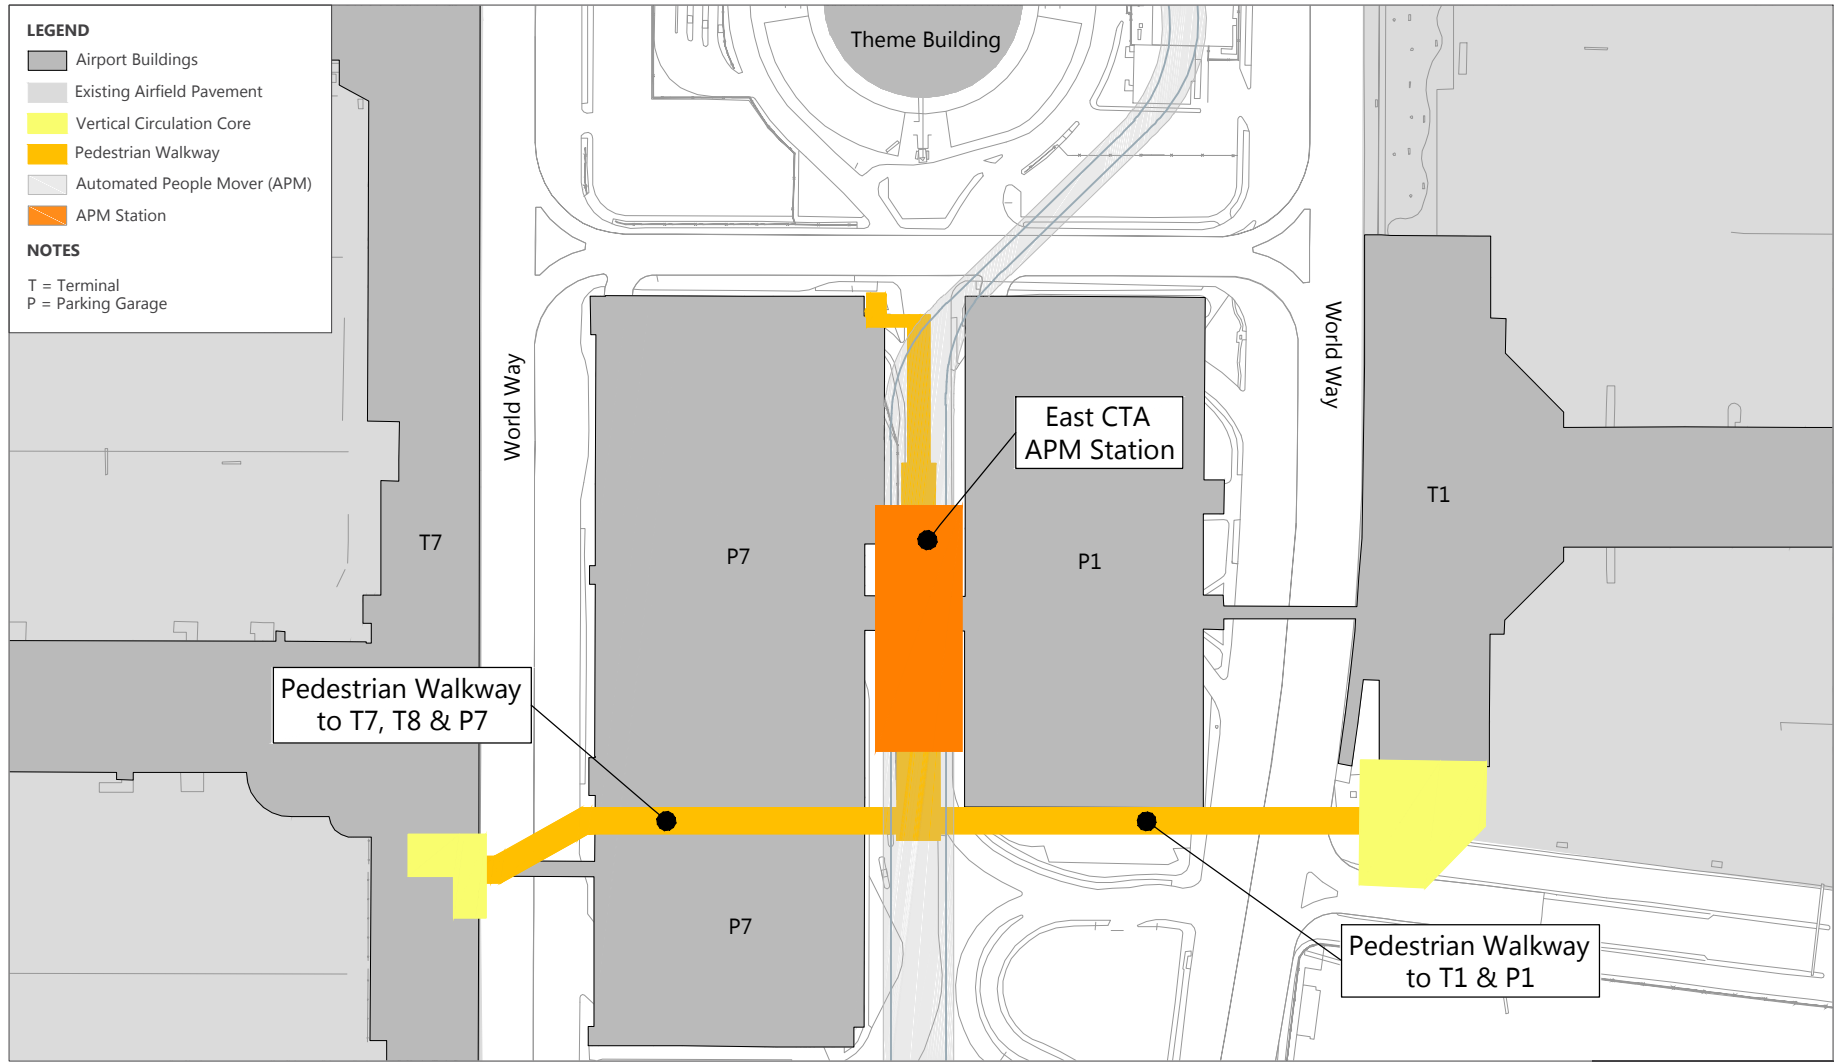 LEGEND
Airport Buildings
Existing Airfield Pavement
Vertical Circulation Core
Pedestrian Walkway
Automated People Mover (APM)
APM Station
NOTES
T = Terminal
P = Parking Garage
Theme Building
World Way
World Way
East CTA
APM Station
T1
T7
P7
P1
Pedestrian Walkway
to T7, T8 & P7
P7
Pedestrian Walkway
to T1 & P1